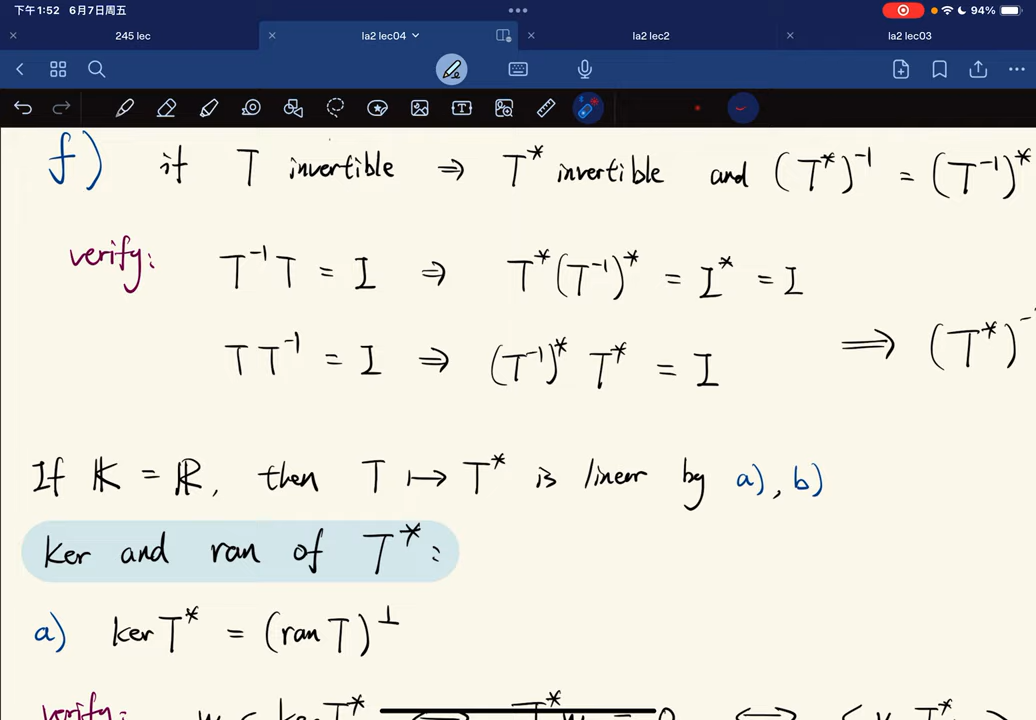 下午1:52 6月7日周五
94%
245 lec
la2 lec04
la2 lec2
la2 lec03
f) if T invertible ⇒ T* invertible and (T*)⁻¹ = (T⁻¹)*
verify: T⁻¹T = I ⇒ T*(T⁻¹)* = I* = I
TT⁻¹ = I ⇒ (T⁻¹)* T* = I ⟹ (T*)⁻
If 𝕂 = ℝ, then T ↦ T* is linear by a), b)
ker and ran of T*:
a) ker T* = (ran T)^⊥
verify: